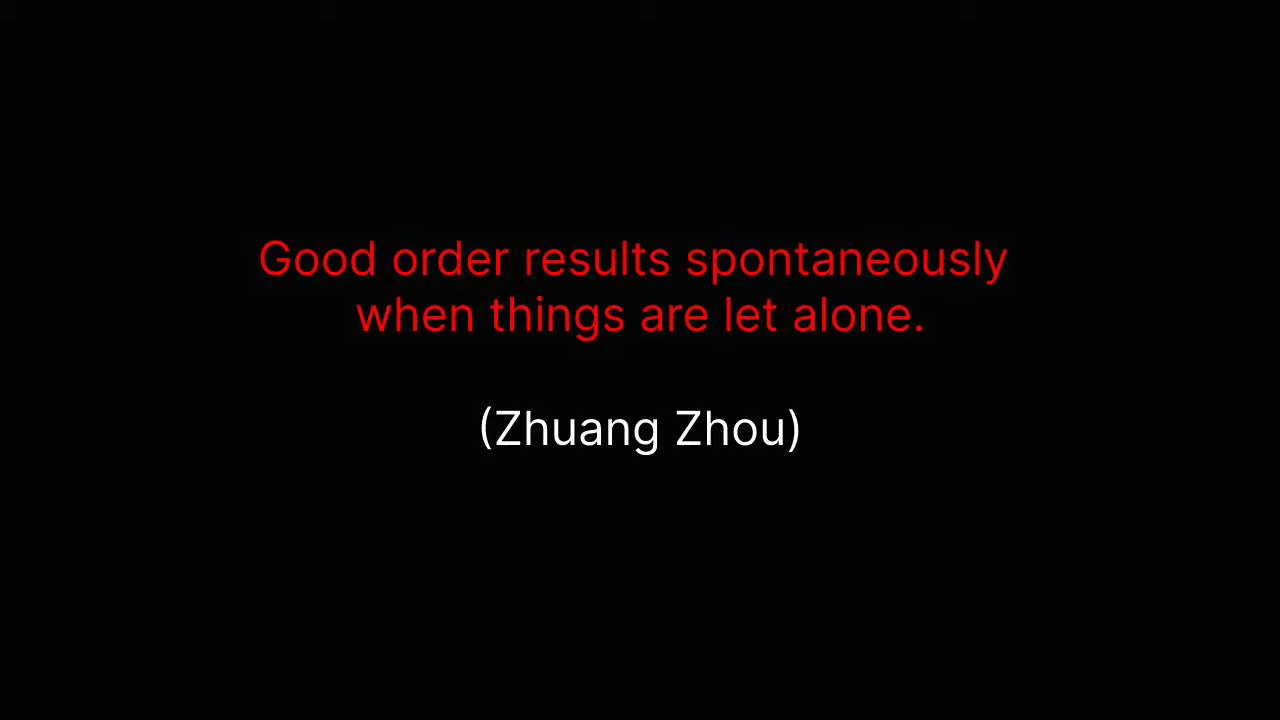 Good order results spontaneously
when things are let alone.
(Zhuang Zhou)